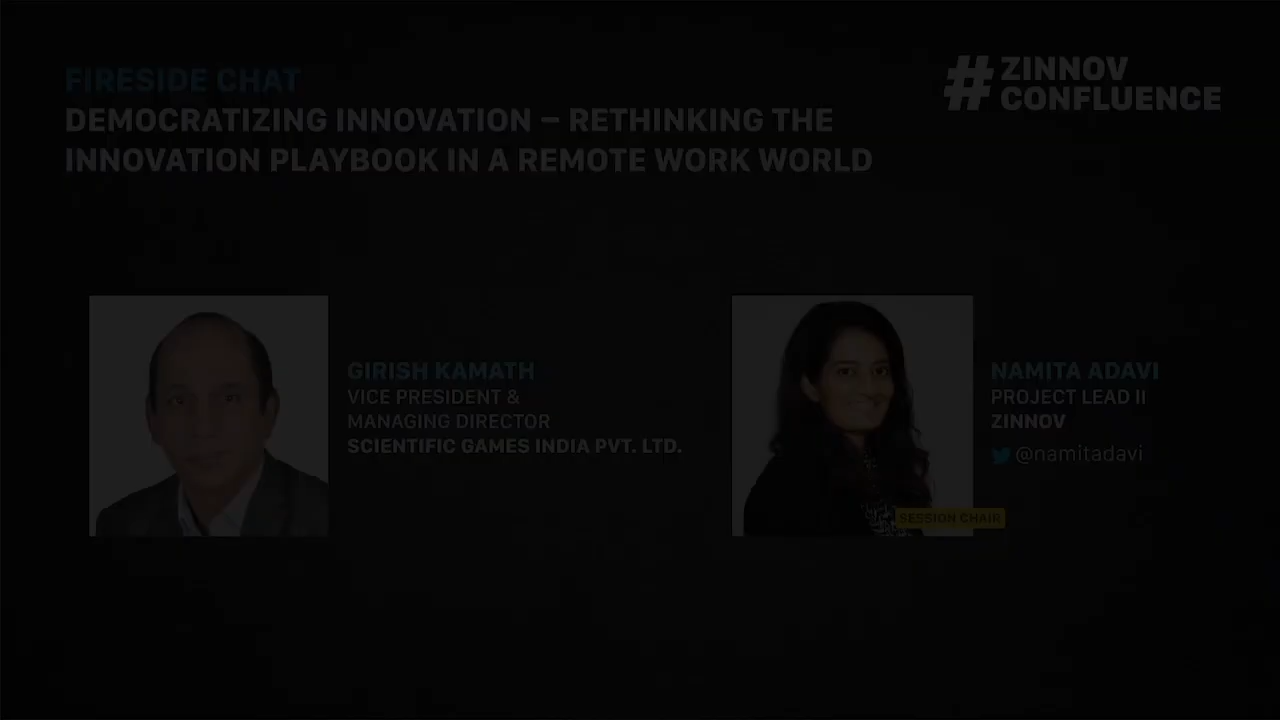 FIRESIDE CHAT
DEMOCRATIZING INNOVATION – RETHINKING THE
INNOVATION PLAYBOOK IN A REMOTE WORK WORLD
# ZINNOV
CONFLUENCE
GIRISH KAMATH
VICE PRESIDENT &
MANAGING DIRECTOR
SCIENTIFIC GAMES INDIA PVT. LTD.
NAMITA ADAVI
PROJECT LEAD II
ZINNOV
@namitadavi
SESSION CHAIR